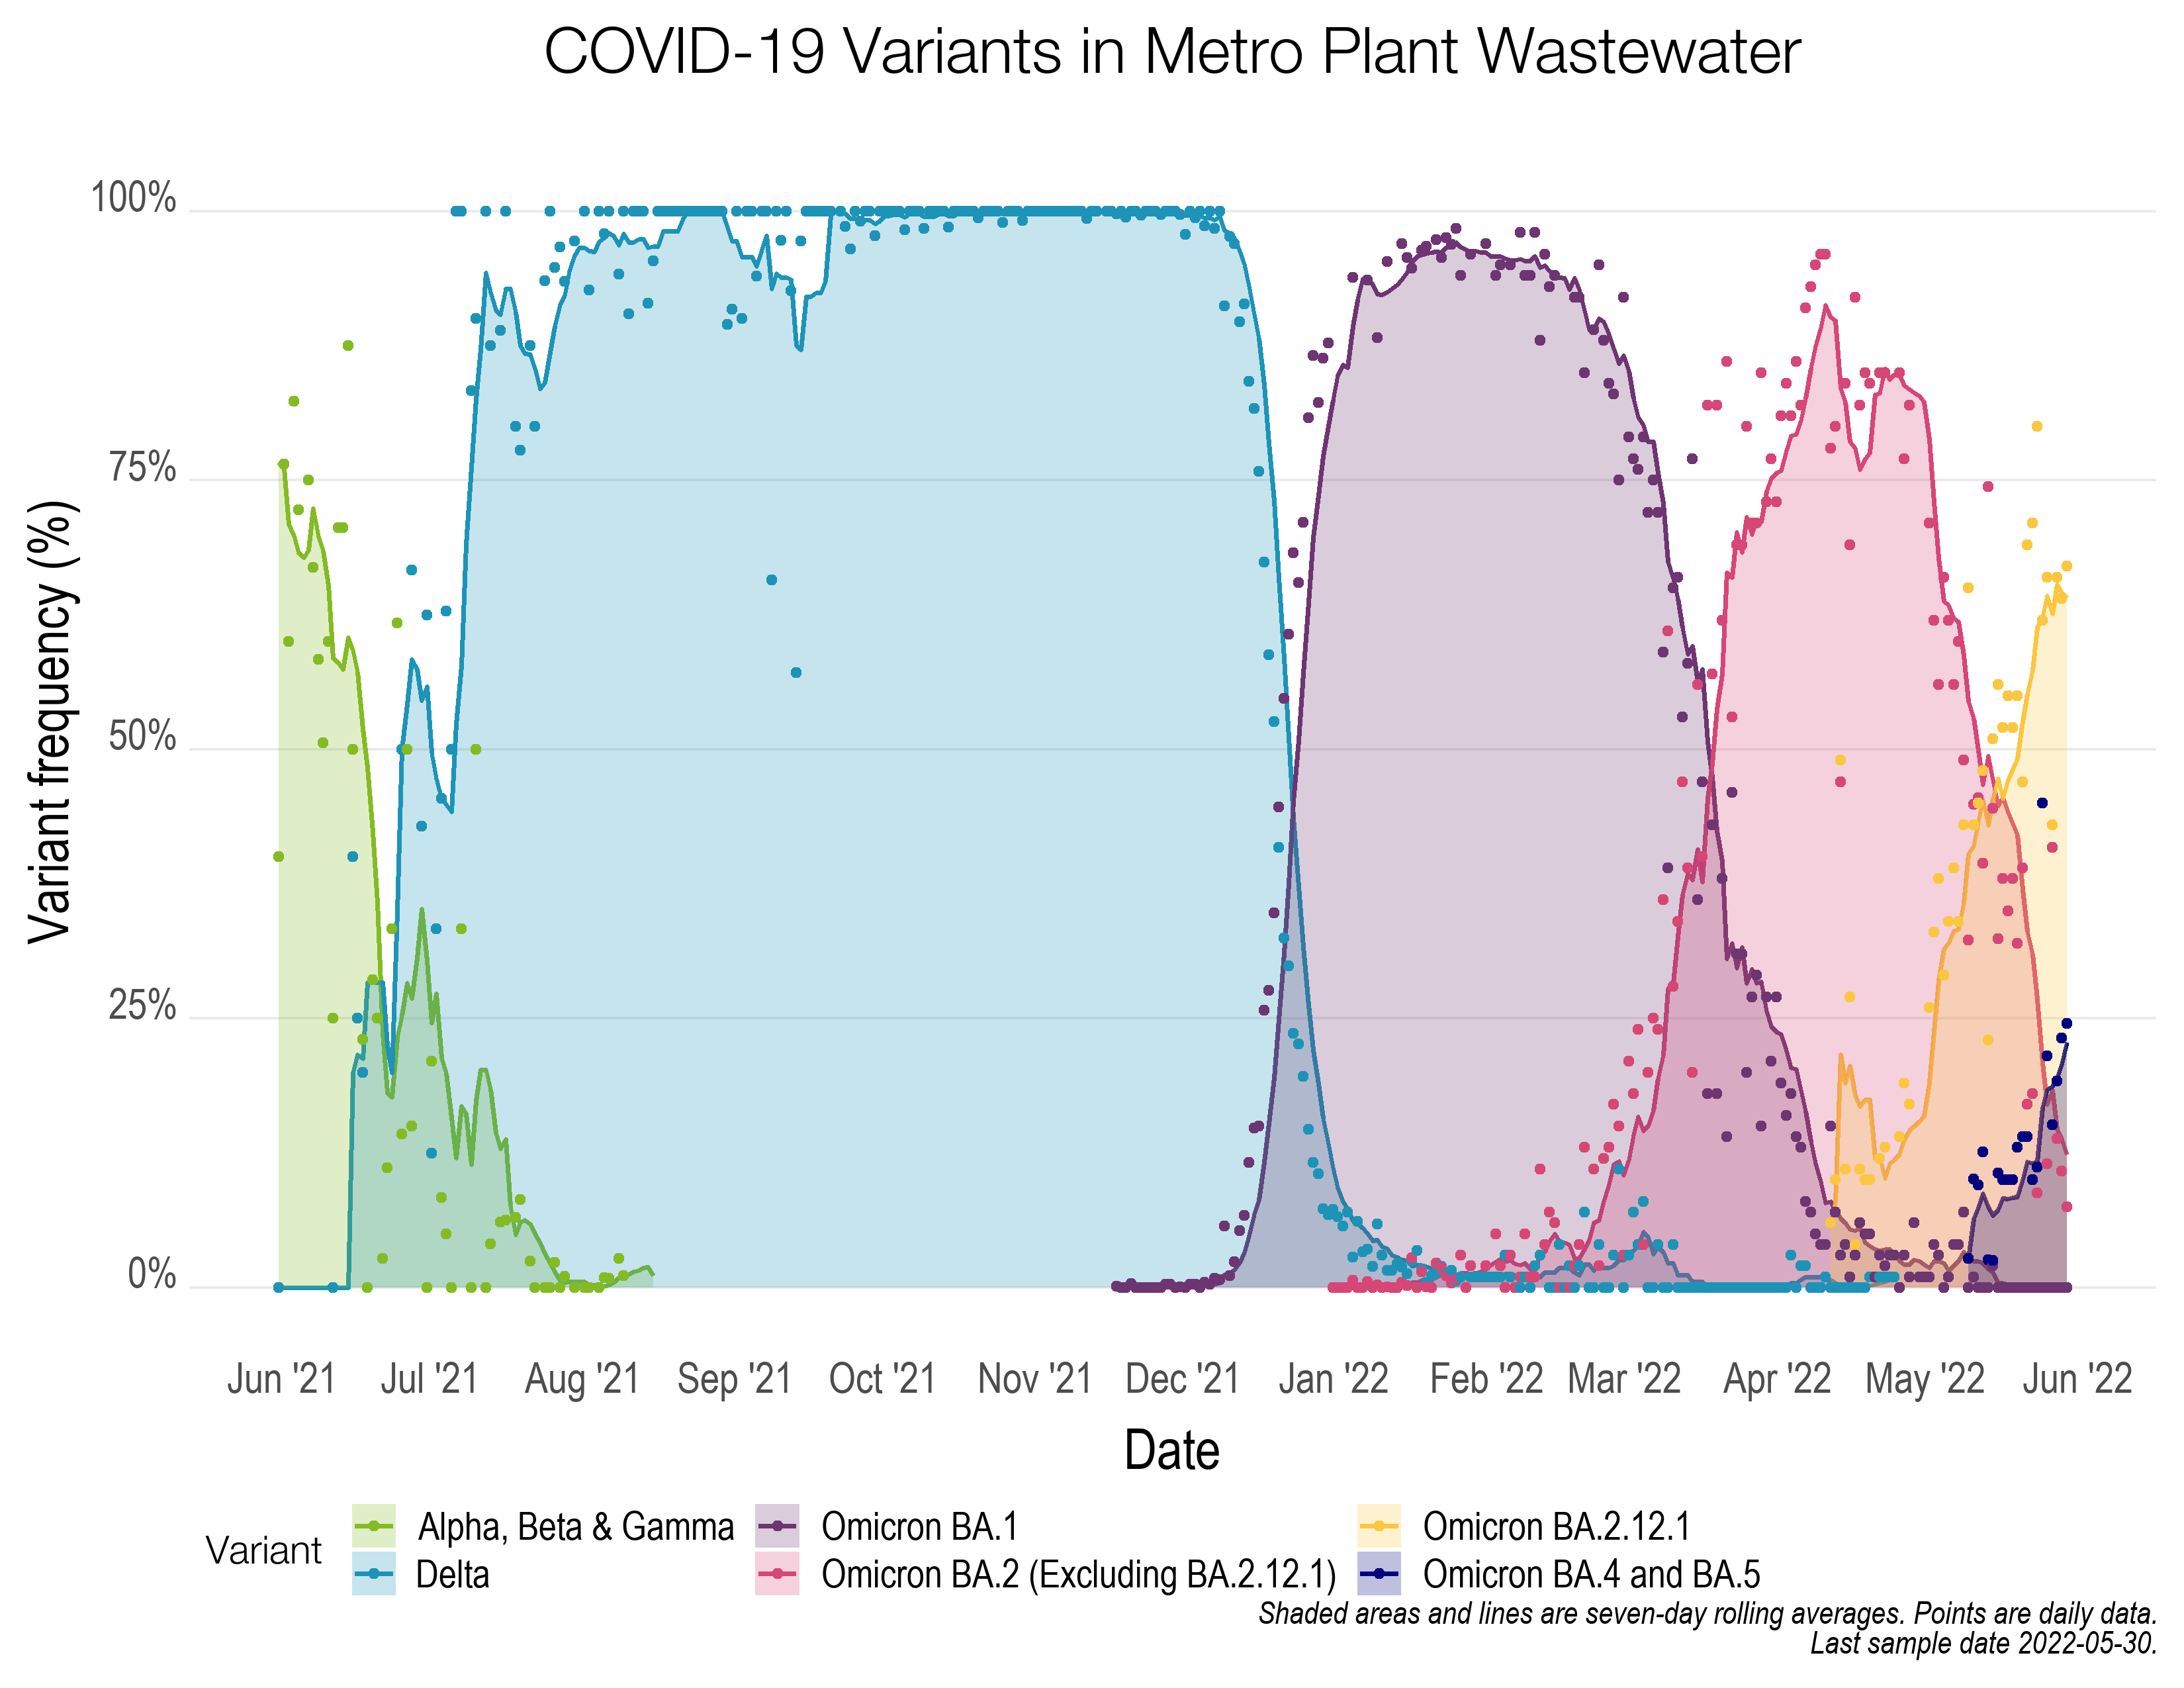 COVID-19 Variants in Metro Plant Wastewater
Variant frequency (%)
100%
75%
50%
25%
0%
Jun '21 Jul '21 Aug '21 Sep '21 Oct '21 Nov '21 Dec '21 Jan '22 Feb '22 Mar '22 Apr '22 May '22 Jun '22
Date
Variant
Alpha, Beta & Gamma
Delta
Omicron BA.1
Omicron BA.2 (Excluding BA.2.12.1)
Omicron BA.2.12.1
Omicron BA.4 and BA.5
Shaded areas and lines are seven-day rolling averages. Points are daily data.
Last sample date 2022-05-30.